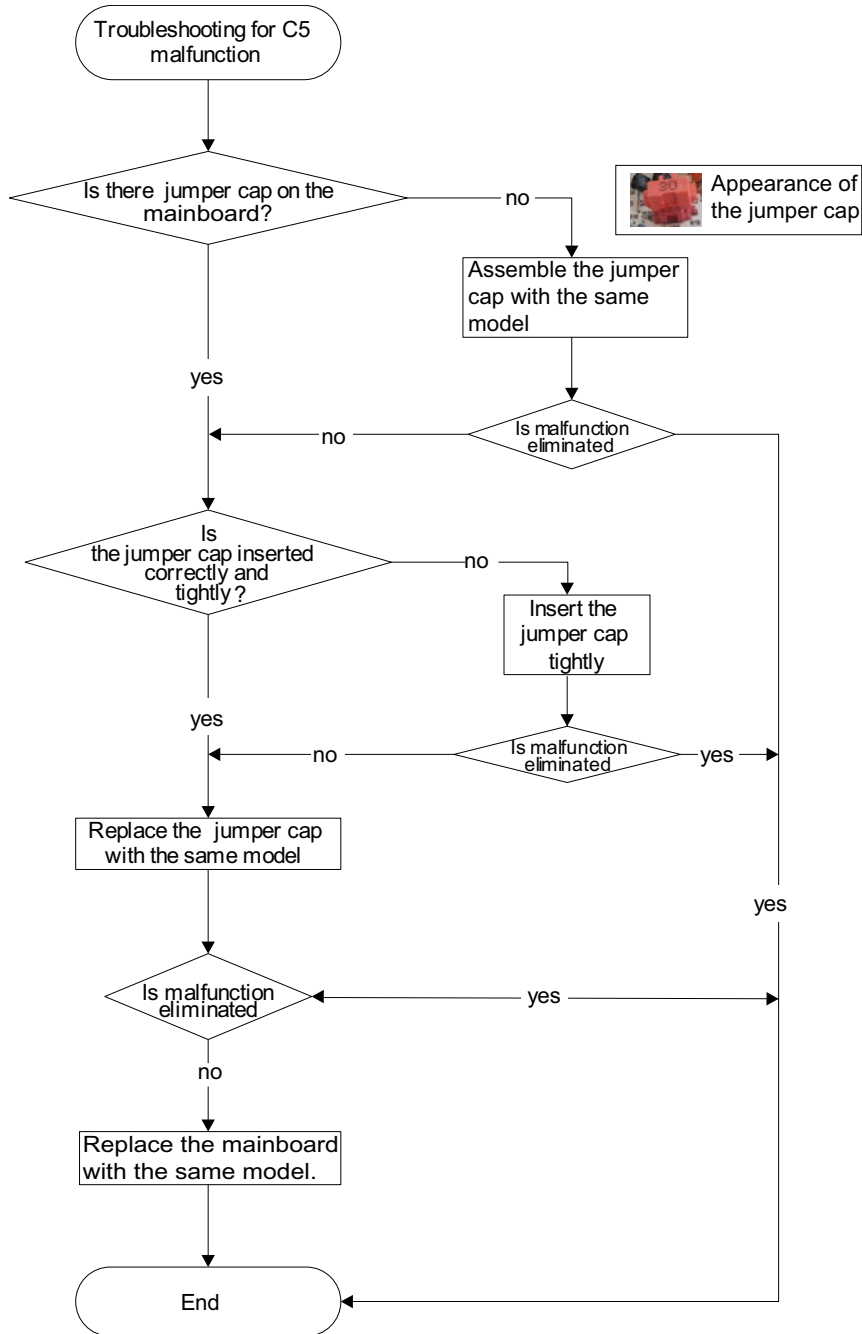 Troubleshooting for C5
malfunction
Is there jumper cap on the
mainboard?
no
30
Appearance of
the jumper cap
Assemble the jumper
cap with the same
model
yes
Is malfunction
eliminated
no
Is
the jumper cap inserted
correctly and
tightly?
no
Insert the
jumper cap
tightly
yes
Is malfunction
eliminated
no
yes
Replace the jumper cap
with the same model
yes
Is malfunction
eliminated
yes
no
Replace the mainboard
with the same model.
End